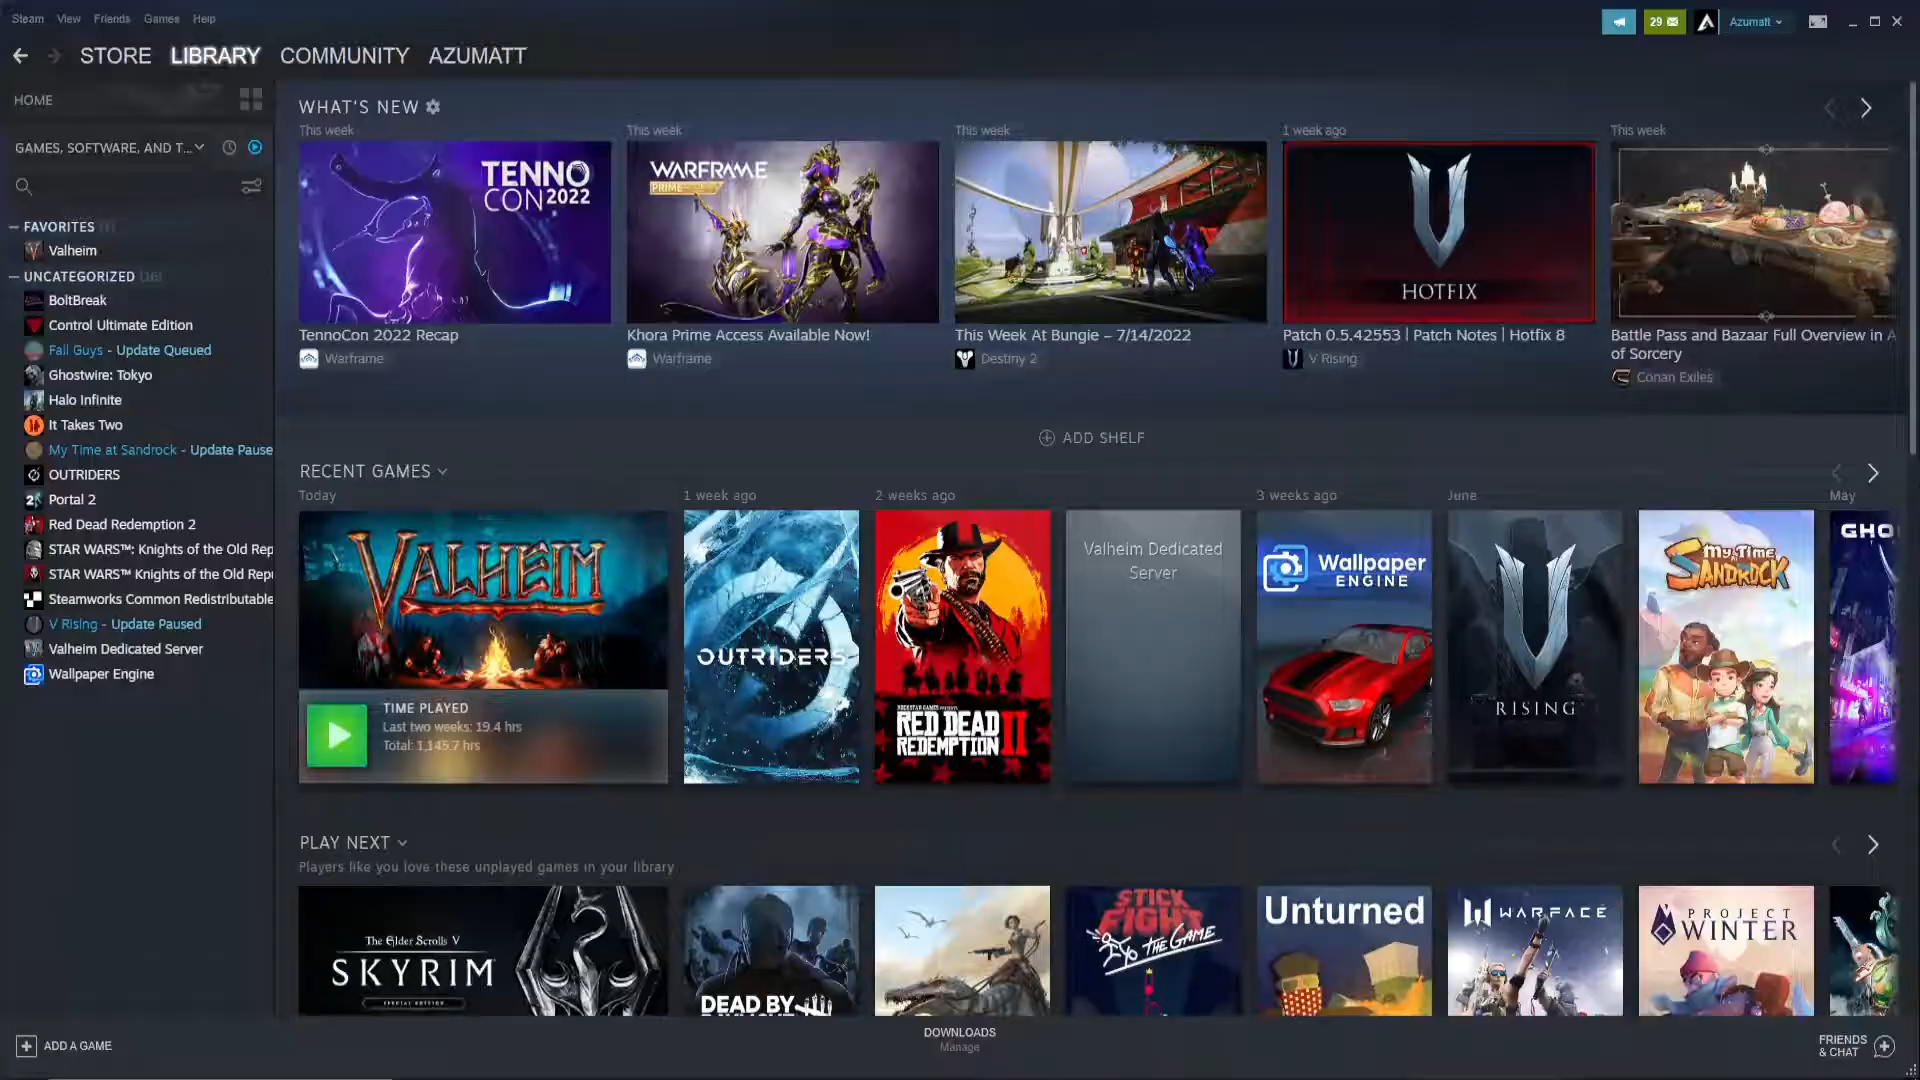 Steam View Friends Games Help
29 Azumatt
STORE LIBRARY COMMUNITY AZUMATT
HOME
GAMES, SOFTWARE, AND T...
FAVORITES
Valheim
UNCATEGORIZED (16)
BoltBreak
Control Ultimate Edition
Fall Guys - Update Queued
Ghostwire: Tokyo
Halo Infinite
It Takes Two
My Time at Sandrock - Update Pause
OUTRIDERS
Portal 2
Red Dead Redemption 2
STAR WARS™: Knights of the Old Rep
STAR WARS™ Knights of the Old Repu
Steamworks Common Redistributable
V Rising - Update Paused
Valheim Dedicated Server
Wallpaper Engine
WHAT'S NEW
This week
TENNO
CON 2022
TennoCon 2022 Recap
Warframe
This week
WARFRAME
PRIME
Khora Prime Access Available Now!
Warframe
This week
This Week At Bungie – 7/14/2022
Destiny 2
1 week ago
HOTFIX
Patch 0.5.42553 | Patch Notes | Hotfix 8
V Rising
This week
Battle Pass and Bazaar Full Overview in A
of Sorcery
Conan Exiles
ADD SHELF
RECENT GAMES
Today
VALHEIM
TIME PLAYED
Last two weeks: 19.4 hrs
Total: 1,145.7 hrs
1 week ago
OUTRIDERS
2 weeks ago
ROCKSTAR GAMES PRESENTS
RED DEAD
REDEMPTION II
Valheim Dedicated
Server
3 weeks ago
Wallpaper
ENGINE
June
V
RISING
My Time
at
SANDROCK
May
GHO
PLAY NEXT
Players like you love these unplayed games in your library
The Elder Scrolls V
SKYRIM
SPECIAL EDITION
DEAD BY
STICK
FIGHT
THE GAME
Unturned
WARFACE
PROJECT
WINTER
ADD A GAME
DOWNLOADS
Manage
FRIENDS
& CHAT